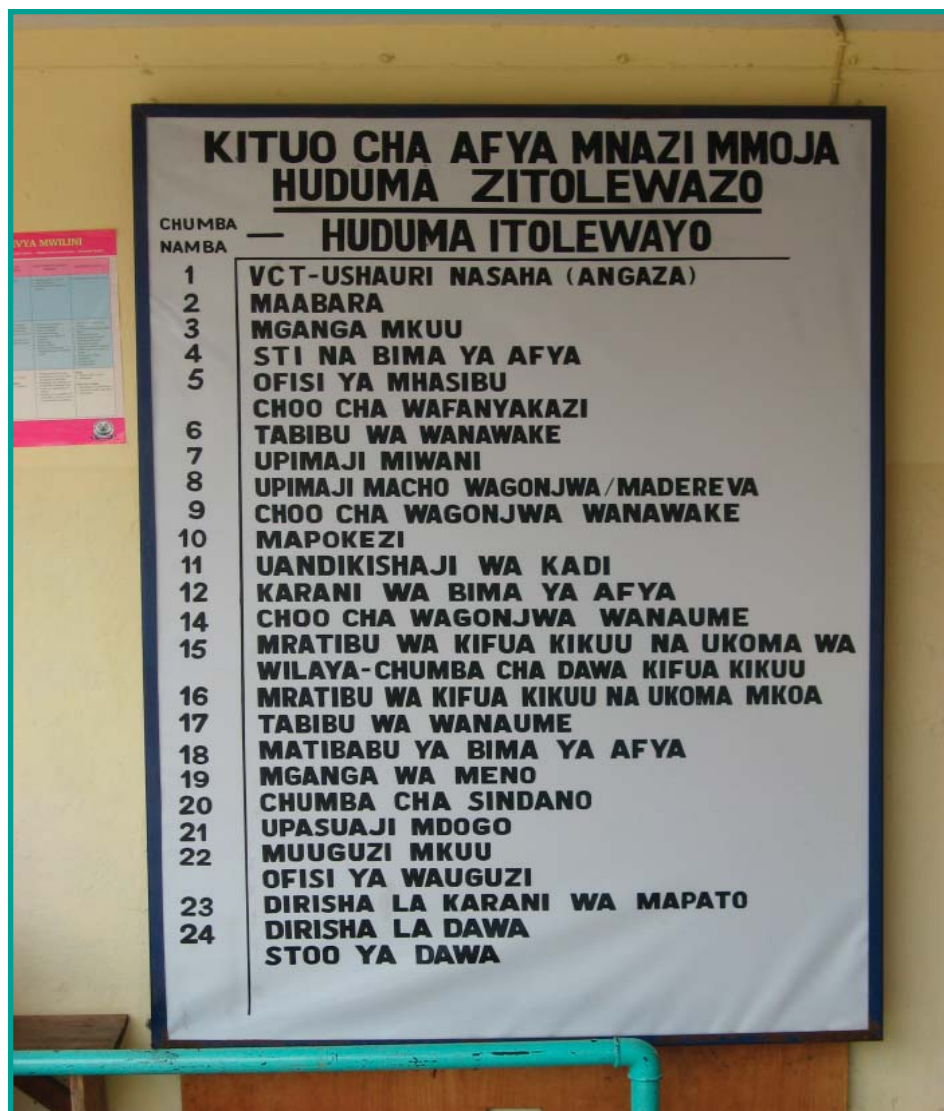 KITUO CHA AFYA MNAZI MMOJA
HUDUMA ZITOLEWAZO
CHUMBA NAMBA — HUDUMA ITOLEWAYO
1 VCT-USHAURI NASAHA (ANGAZA)
2 MAABARA
3 MGANGA MKUU
4 STI NA BIMA YA AFYA
5 OFISI YA MHASIBU
CHOO CHA WAFANYAKAZI
6 TABIBU WA WANAWAKE
7 UPIMAJI MIWANI
8 UPIMAJI MACHO WAGONJWA/MADEREVA
9 CHOO CHA WAGONJWA WANAWAKE
10 MAPOKEZI
11 UANDIKISHAJI WA KADI
12 KARANI WA BIMA YA AFYA
14 CHOO CHA WAGONJWA WANAUME
15 MRATIBU WA KIFUA KIKUU NA UKOMA WA
WILAYA-CHUMBA CHA DAWA KIFUA KIKUU
16 MRATIBU WA KIFUA KIKUU NA UKOMA MKOA
17 TABIBU WA WANAUME
18 MATIBABU YA BIMA YA AFYA
19 MGANGA WA MENO
20 CHUMBA CHA SINDANO
21 UPASUAJI MDOGO
22 MUUGUZI MKUU
OFISI YA WAUGUZI
23 DIRISHA LA KARANI WA MAPATO
24 DIRISHA LA DAWA
STOO YA DAWA
MWILINI